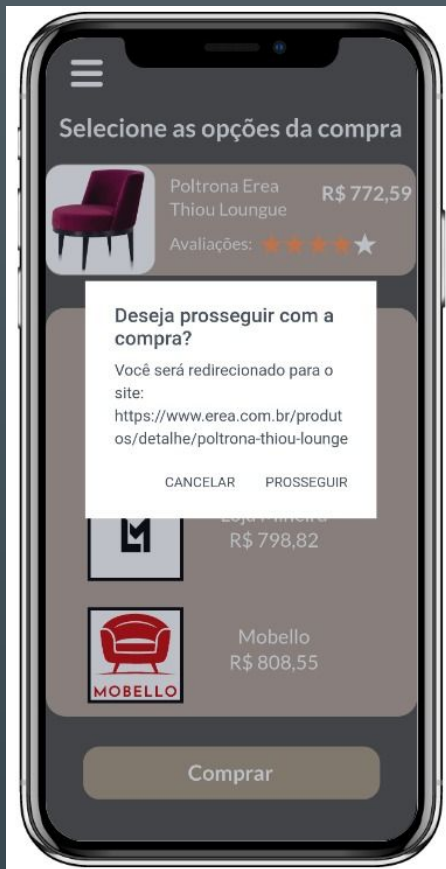 Selecione as opções da compra
Poltrona Erea
Thiou Loungue
R$ 772,59
Avaliações:
Deseja prosseguir com a
compra?
Você será redirecionado para o
site:
https://www.erea.com.br/produt
os/detalhe/poltrona-thiou-lounge
CANCELAR PROSSEGUIR
Loja Mineira
R$ 798,82
MOBELLO
Mobello
R$ 808,55
Comprar